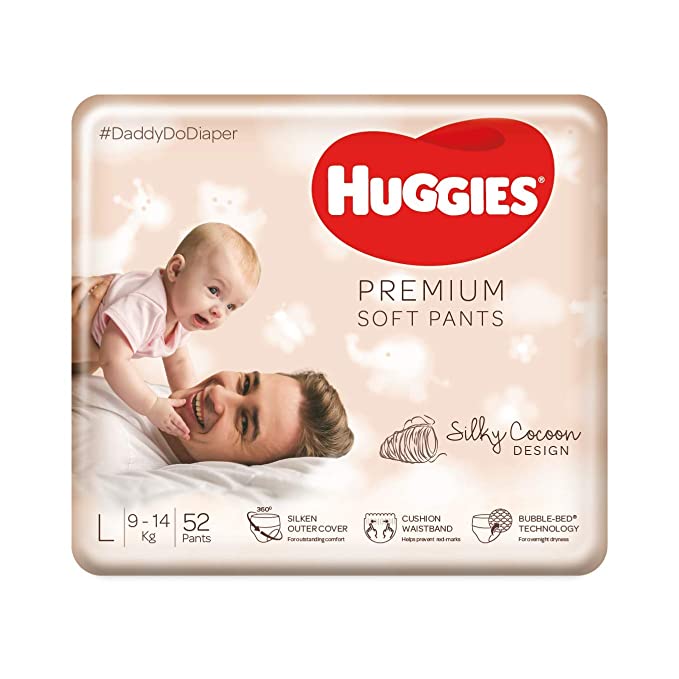 #DaddyDoDiaper
HUGGIES®
PREMIUM
SOFT PANTS
Silky Cocoon
DESIGN
L
9 - 14
Kg
52
Pants
360°
SILKEN
OUTER COVER
For outstanding comfort
CUSHION
WAISTBAND
Helps prevent red-marks
BUBBLE-BED®
TECHNOLOGY
For overnight dryness